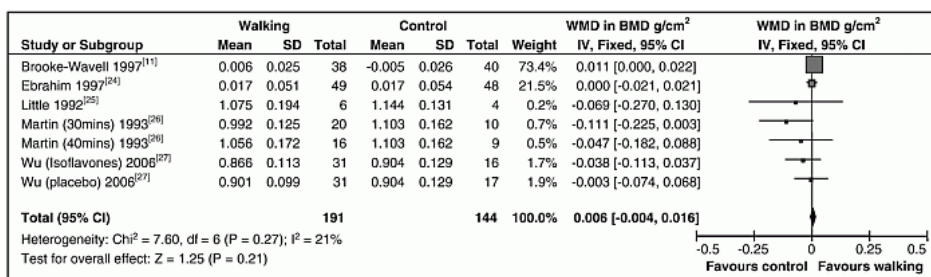 Walking Control WMD in BMD g/cm² WMD in BMD g/cm²
Study or Subgroup Mean SD Total Mean SD Total Weight IV, Fixed, 95% CI IV, Fixed, 95% CI
Brooke-Wavell 1997[11] 0.006 0.025 38 -0.005 0.026 40 73.4% 0.011 [0.000, 0.022]
Ebrahim 1997[24] 0.017 0.051 49 0.017 0.054 48 21.5% 0.000 [-0.021, 0.021]
Little 1992[25] 1.075 0.194 6 1.144 0.131 4 0.2% -0.069 [-0.270, 0.130]
Martin (30mins) 1993[26] 0.992 0.125 20 1.103 0.162 10 0.7% -0.111 [-0.225, 0.003]
Martin (40mins) 1993[26] 1.056 0.172 16 1.103 0.162 9 0.5% -0.047 [-0.182, 0.088]
Wu (Isoflavones) 2006[27] 0.866 0.113 31 0.904 0.129 16 1.7% -0.038 [-0.113, 0.037]
Wu (placebo) 2006[27] 0.901 0.099 31 0.904 0.129 17 1.9% -0.003 [-0.074, 0.068]
Total (95% CI) 191 144 100.0% 0.006 [-0.004, 0.016]
Heterogeneity: Chi² = 7.60, df = 6 (P = 0.27); I² = 21%
Test for overall effect: Z = 1.25 (P = 0.21)
-0.5 -0.25 0 0.25 0.5
Favours control Favours walking